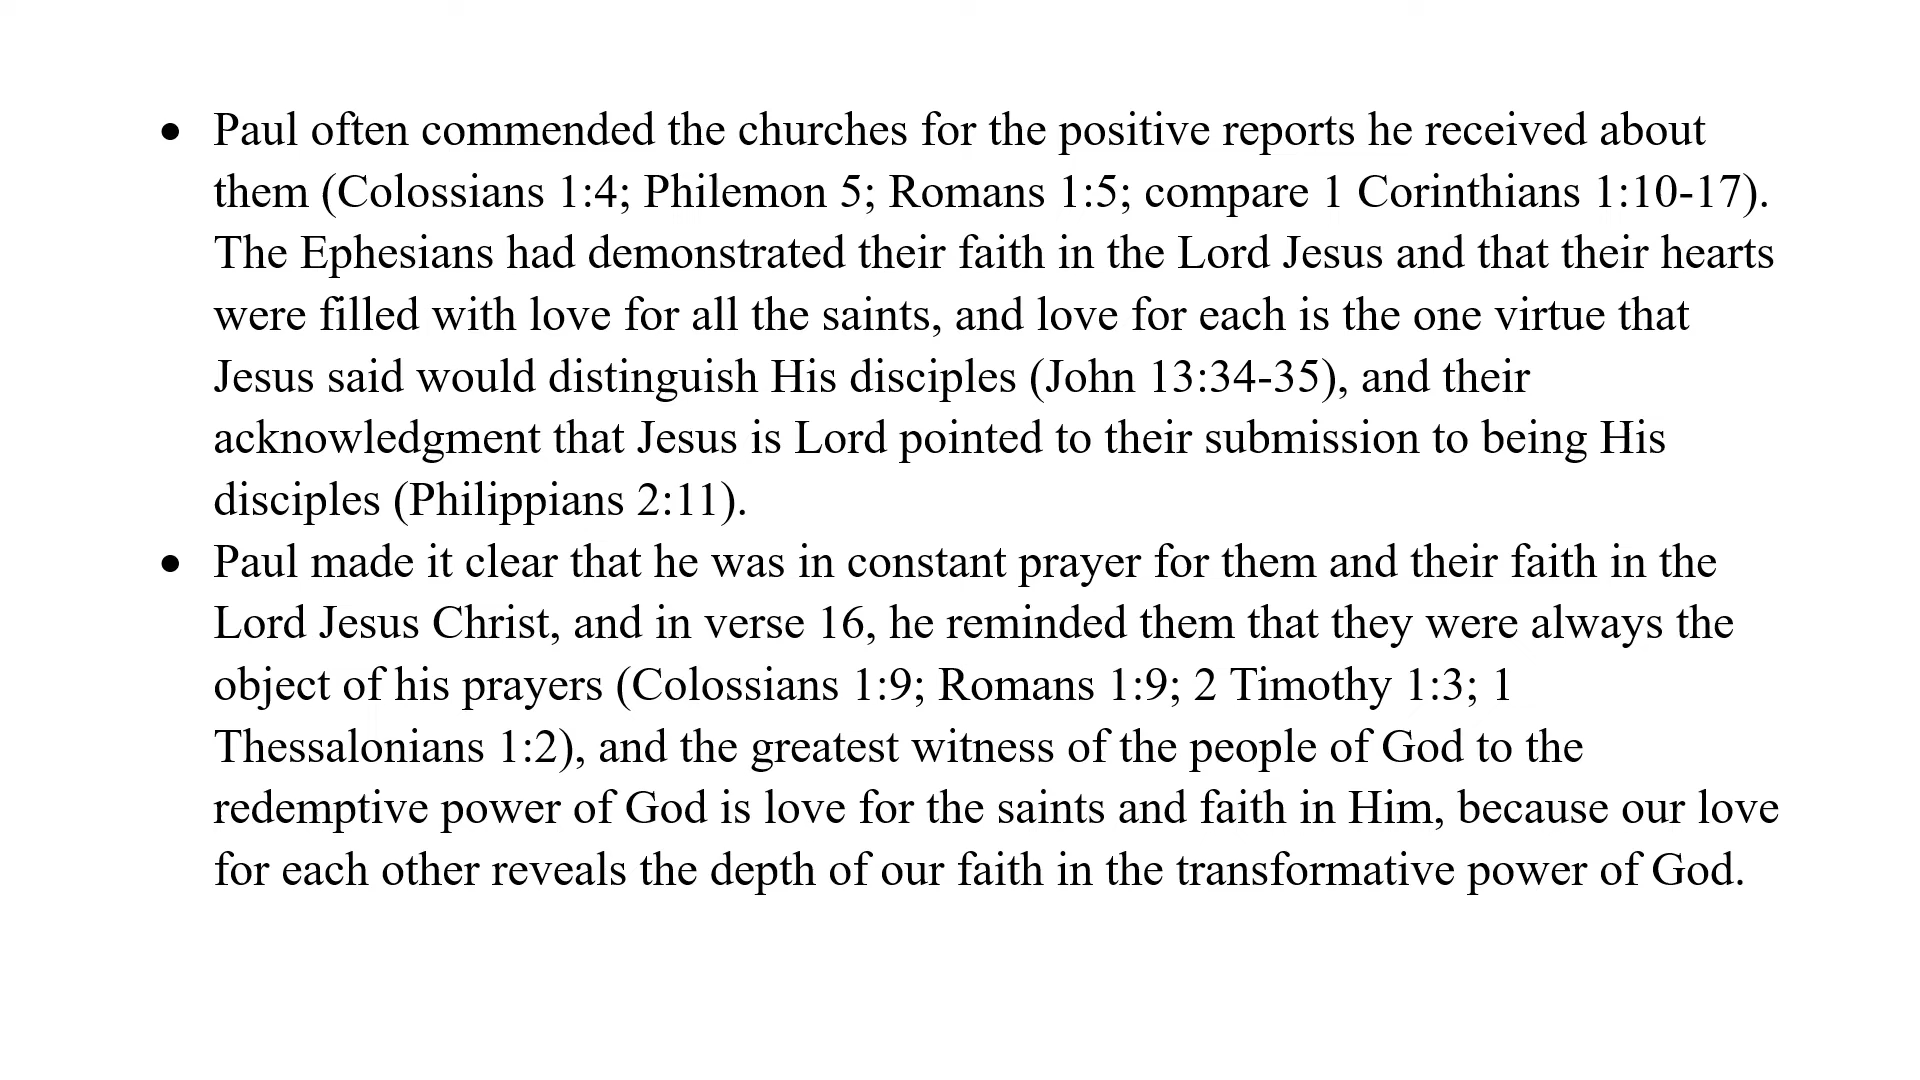 • Paul often commended the churches for the positive reports he received about
them (Colossians 1:4; Philemon 5; Romans 1:5; compare 1 Corinthians 1:10-17).
The Ephesians had demonstrated their faith in the Lord Jesus and that their hearts
were filled with love for all the saints, and love for each is the one virtue that
Jesus said would distinguish His disciples (John 13:34-35), and their
acknowledgment that Jesus is Lord pointed to their submission to being His
disciples (Philippians 2:11).
• Paul made it clear that he was in constant prayer for them and their faith in the
Lord Jesus Christ, and in verse 16, he reminded them that they were always the
object of his prayers (Colossians 1:9; Romans 1:9; 2 Timothy 1:3; 1
Thessalonians 1:2), and the greatest witness of the people of God to the
redemptive power of God is love for the saints and faith in Him, because our love
for each other reveals the depth of our faith in the transformative power of God.